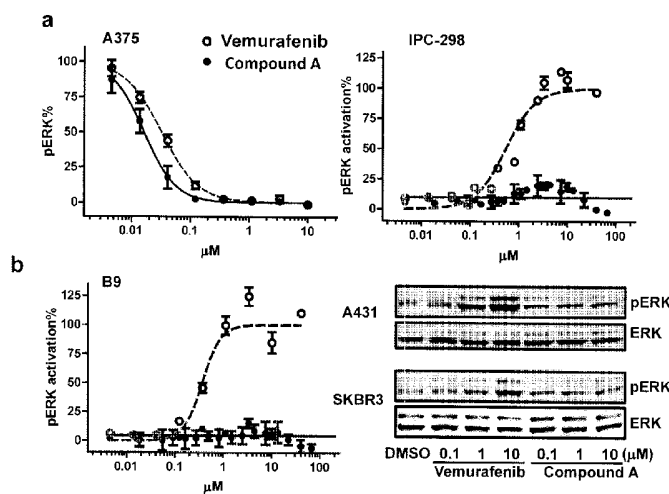 a
A375
Vemurafenib
Compound A
pERK%
100
75
50
25
0
0.01 0.1 1 10
µM
IPC-298
pERK activation%
125
100
75
50
25
0
0.01 0.1 1 10 100
µM
b
B9
pERK activation%
125
100
75
50
25
0
0.01 0.1 1 10 100
µM
A431
pERK
ERK
SKBR3
pERK
ERK
DMSO 0.1 1 10 0.1 1 10 (µM)
Vemurafenib Compound A